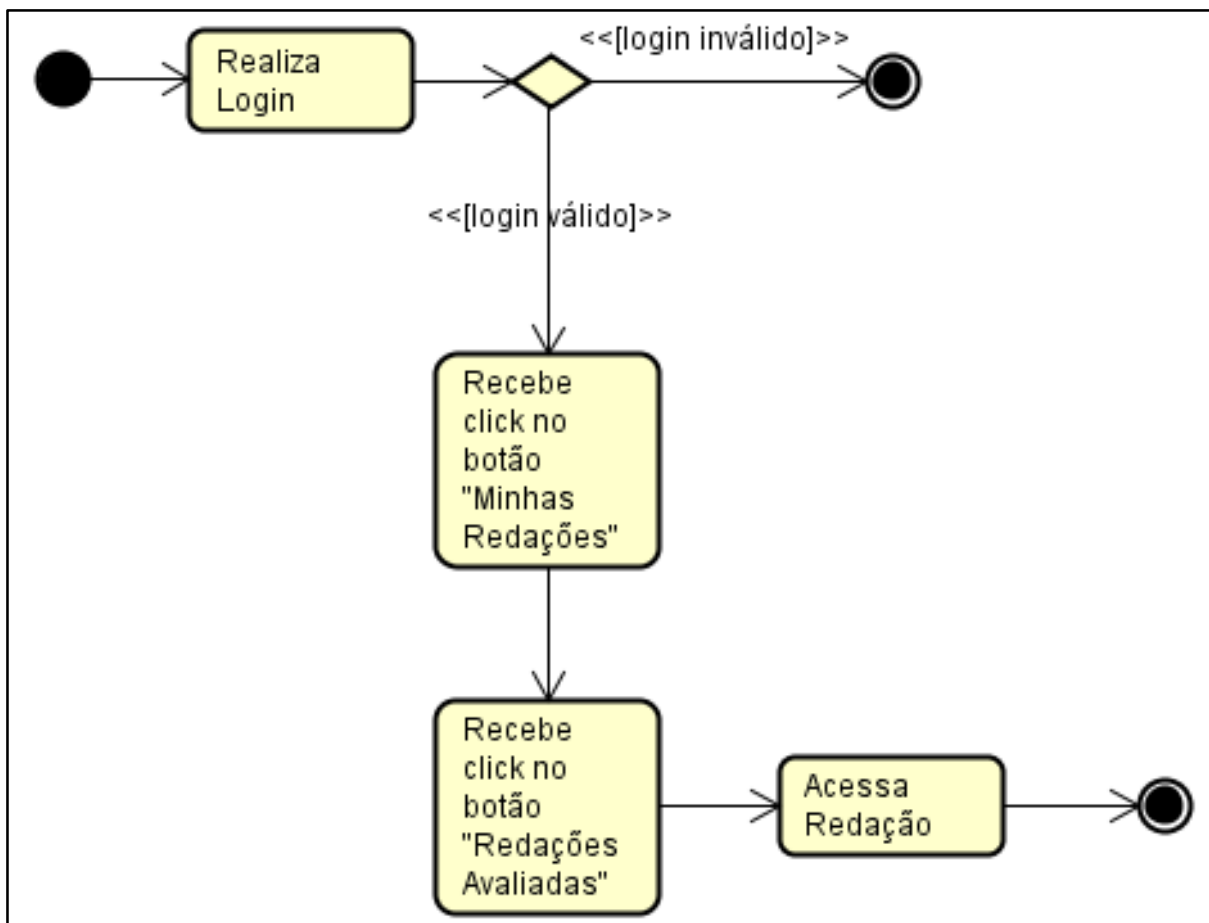 <<[login inválido]>>
Realiza
Login
<<[login válido]>>
Recebe
click no
botão
"Minhas
Redações"
Recebe
click no
botão
"Redações
Avaliadas"
Acessa
Redação